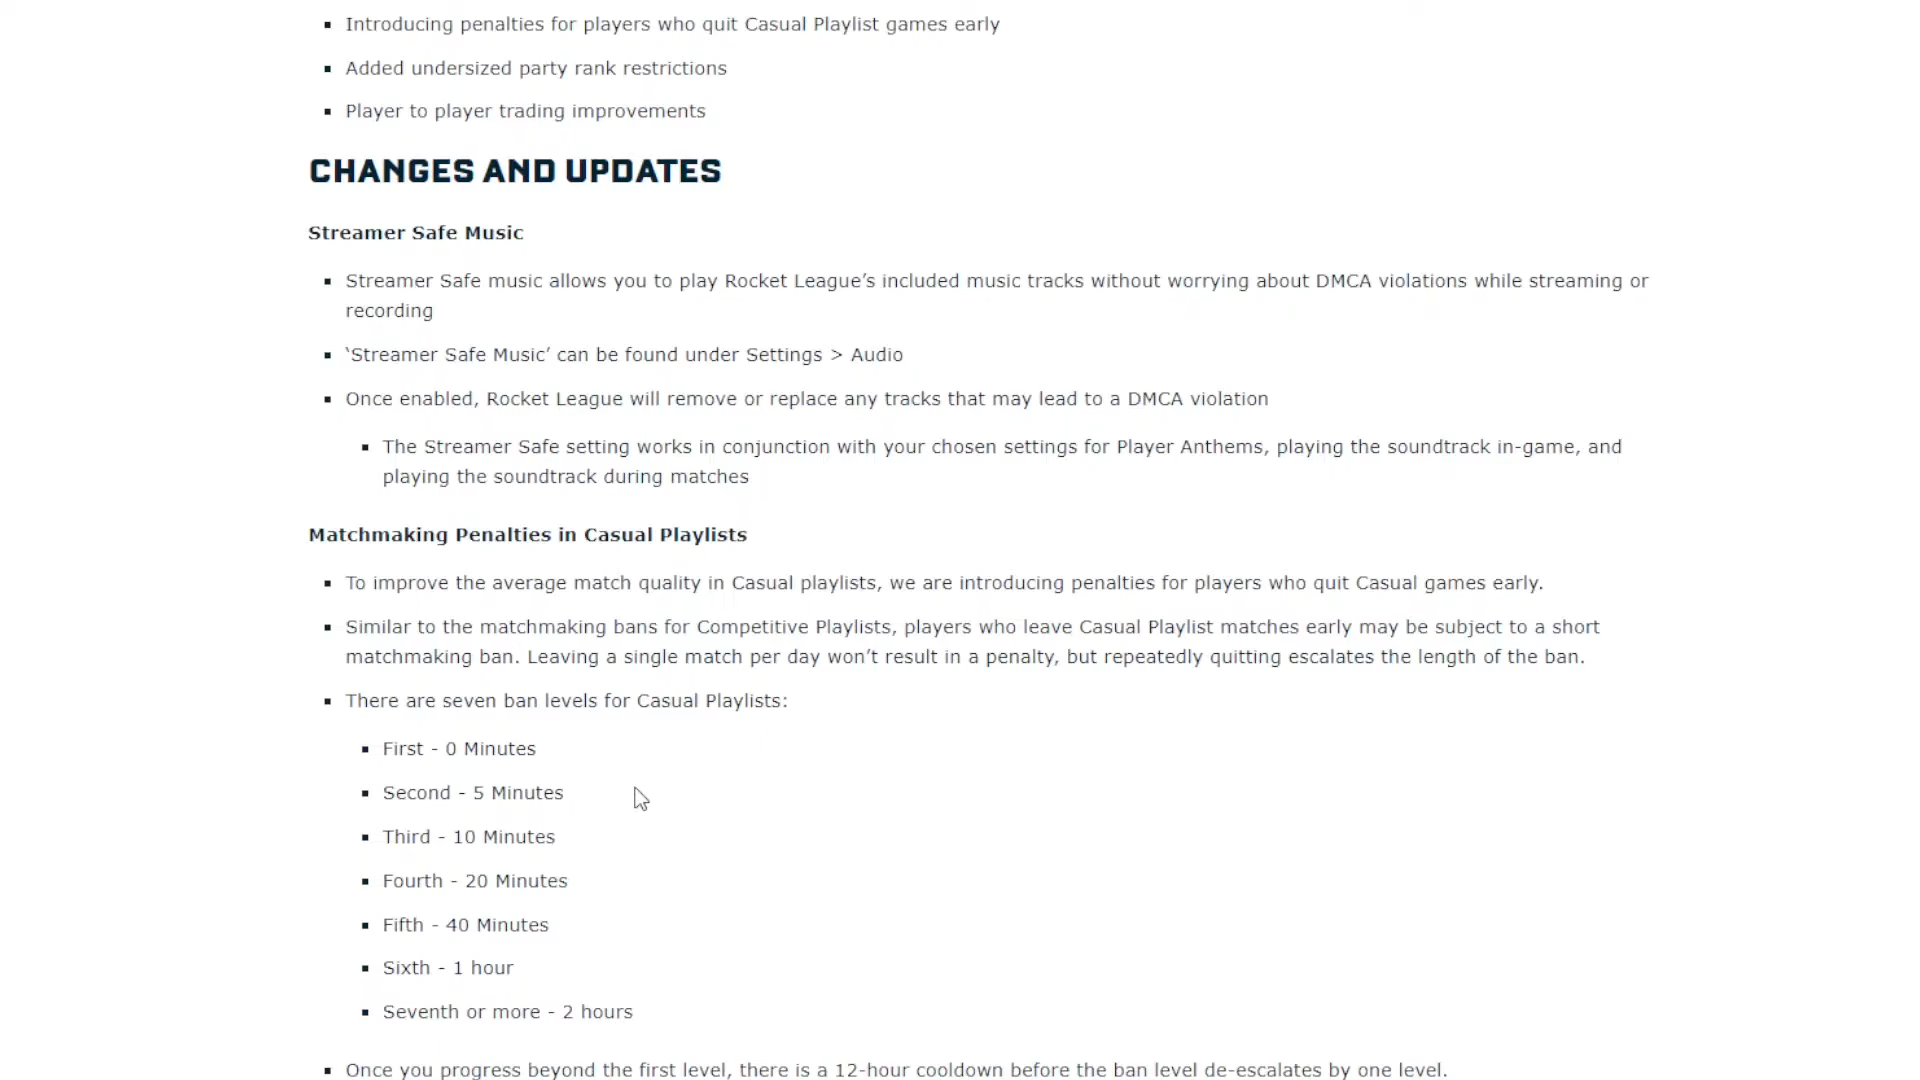 Introducing penalties for players who quit Casual Playlist games early
Added undersized party rank restrictions
Player to player trading improvements
CHANGES AND UPDATES
Streamer Safe Music
Streamer Safe music allows you to play Rocket League’s included music tracks without worrying about DMCA violations while streaming or
recording
‘Streamer Safe Music’ can be found under Settings > Audio
Once enabled, Rocket League will remove or replace any tracks that may lead to a DMCA violation
The Streamer Safe setting works in conjunction with your chosen settings for Player Anthems, playing the soundtrack in-game, and
playing the soundtrack during matches
Matchmaking Penalties in Casual Playlists
To improve the average match quality in Casual playlists, we are introducing penalties for players who quit Casual games early.
Similar to the matchmaking bans for Competitive Playlists, players who leave Casual Playlist matches early may be subject to a short
matchmaking ban. Leaving a single match per day won’t result in a penalty, but repeatedly quitting escalates the length of the ban.
There are seven ban levels for Casual Playlists:
First - 0 Minutes
Second - 5 Minutes
Third - 10 Minutes
Fourth - 20 Minutes
Fifth - 40 Minutes
Sixth - 1 hour
Seventh or more - 2 hours
Once you progress beyond the first level, there is a 12-hour cooldown before the ban level de-escalates by one level.